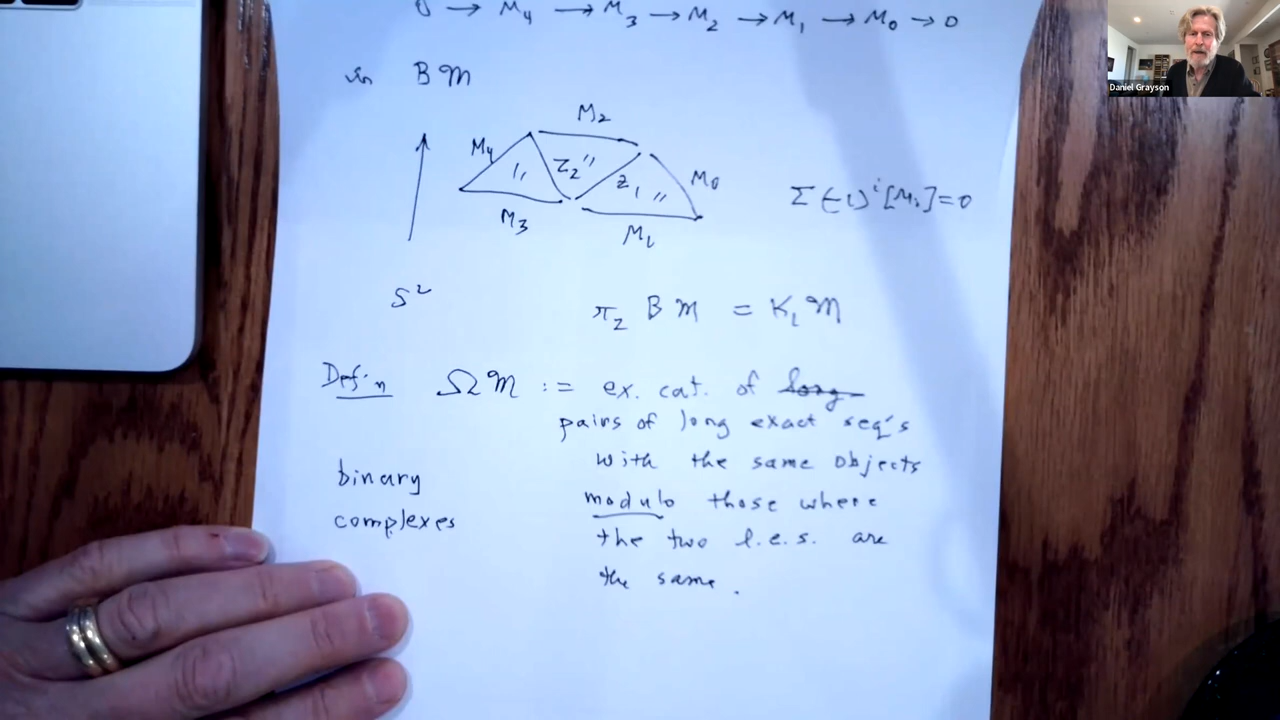 0 → M₄ → M₃ → M₂ → M₁ → M₀ → 0
Daniel Grayson
in B𝔐
M₂
M₄ " Z₂ " Z₁ " M₀
M₃ M₁
Σ (-1)ⁱ [Mᵢ] = 0
S²
π₂ B𝔐 = K₁𝔐
Def'n Ω𝔐 := ex. cat. of long
pairs of long exact seq's
with the same objects
modulo those where
the two l.e.s. are
the same.
binary
complexes